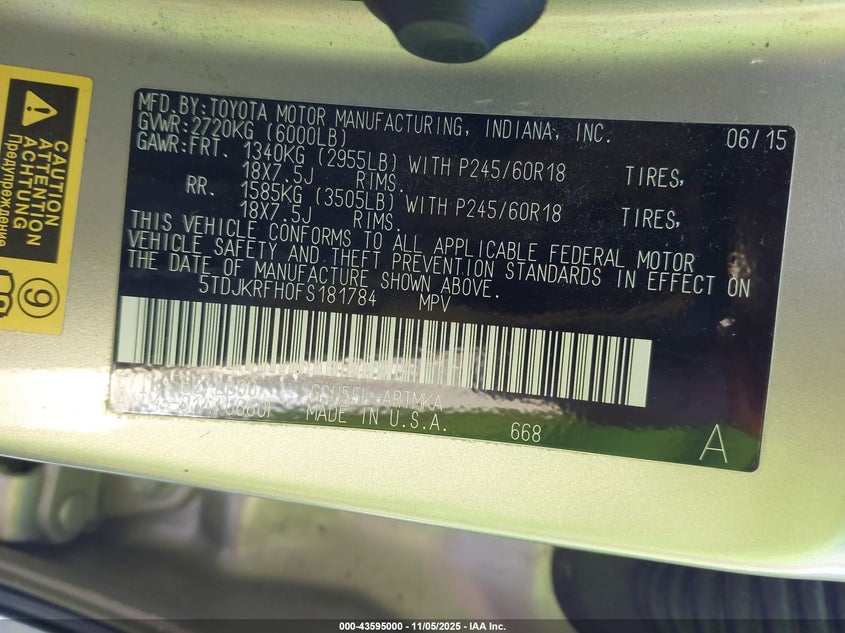 CAUTION
ATTENTION
ACHTUNG
Предупреждение
9
MFD.BY:TOYOTA MOTOR MANUFACTURING, INDIANA, INC. 06/15
GVWR:2720KG (6000LB)
GAWR:FRT. 1340KG (2955LB) WITH P245/60R18 TIRES,
18X7.5J RIMS.
RR. 1585KG (3505LB) WITH P245/60R18 TIRES,
18X7.5J RIMS.
THIS VEHICLE CONFORMS TO ALL APPLICABLE FEDERAL MOTOR
VEHICLE SAFETY AND THEFT PREVENTION STANDARDS IN EFFECT ON
THE DATE OF MANUFACTURE SHOWN ABOVE.
5TDJKRFH0FS181784 MPV
MADE IN U.S.A. 668
A
000-43595000 - 11/05/2025 - IAA Inc.